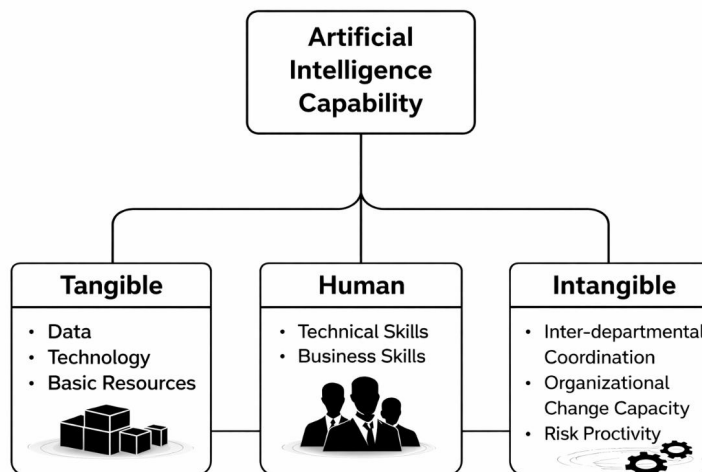 Artificial
Intelligence
Capability
Tangible
• Data
• Technology
• Basic Resources
Human
• Technical Skills
• Business Skills
Intangible
• Inter-departmental
Coordination
• Organizational
Change Capacity
• Risk Proctivity